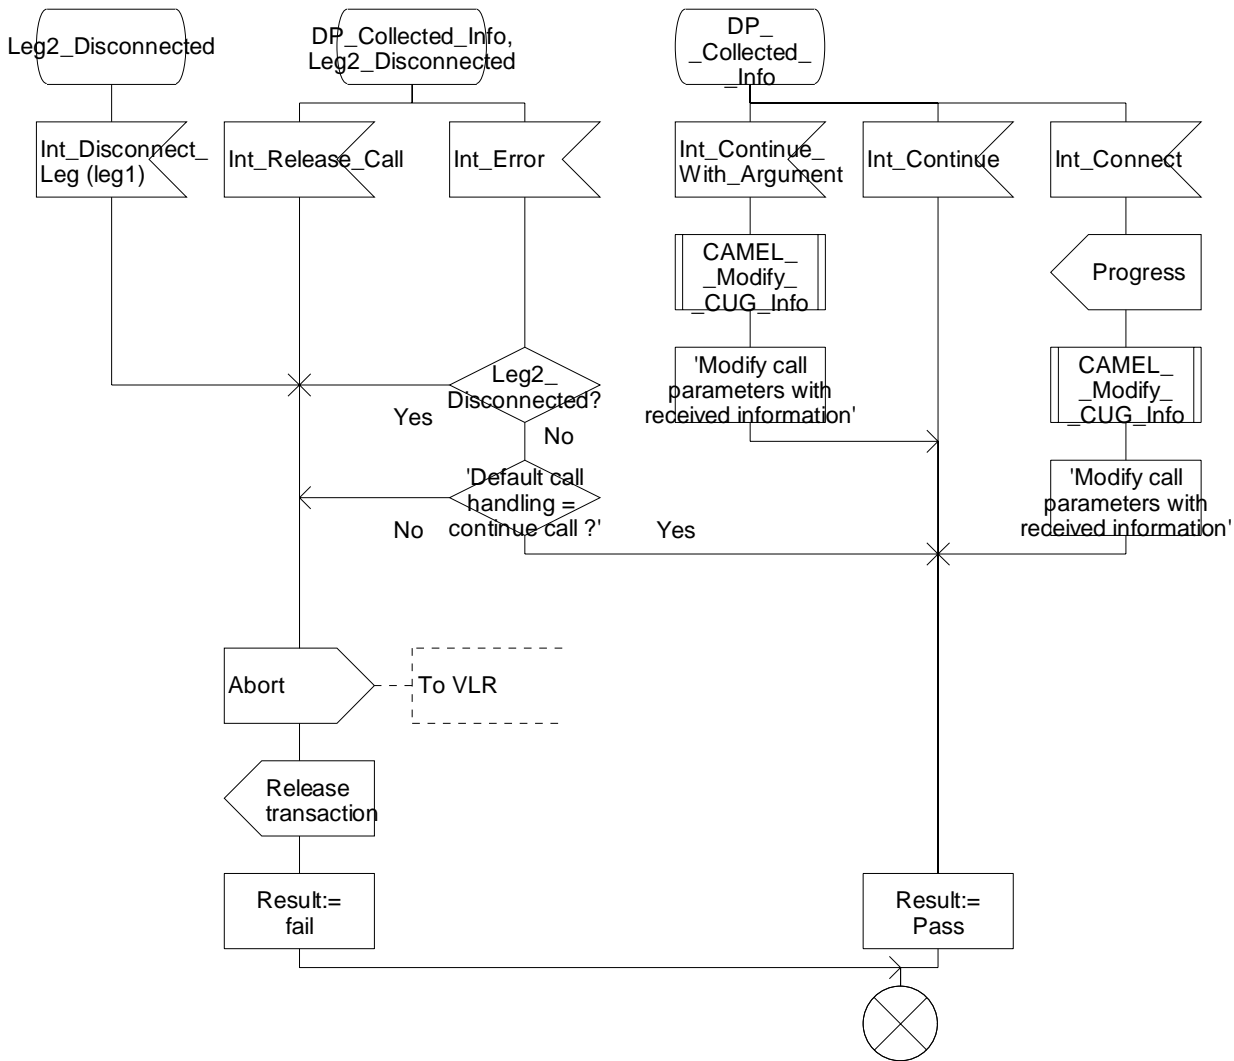 Leg2_Disconnected
DP_Collected_Info,
Leg2_Disconnected
DP_
_Collected_
_Info
Int_Disconnect_
Leg (leg1)
Int_Release_Call
Int_Error
Int_Continue_
With_Argument
Int_Continue
Int_Connect
CAMEL_
_Modify_
_CUG_Info
Progress
Leg2_
Disconnected?
Yes
No
'Modify call
parameters with
received information'
CAMEL_
_Modify_
_CUG_Info
'Default call
handling =
continue call ?'
No
Yes
'Modify call
parameters with
received information'
Abort
To VLR
Release
transaction
Result:=
fail
Result:=
Pass